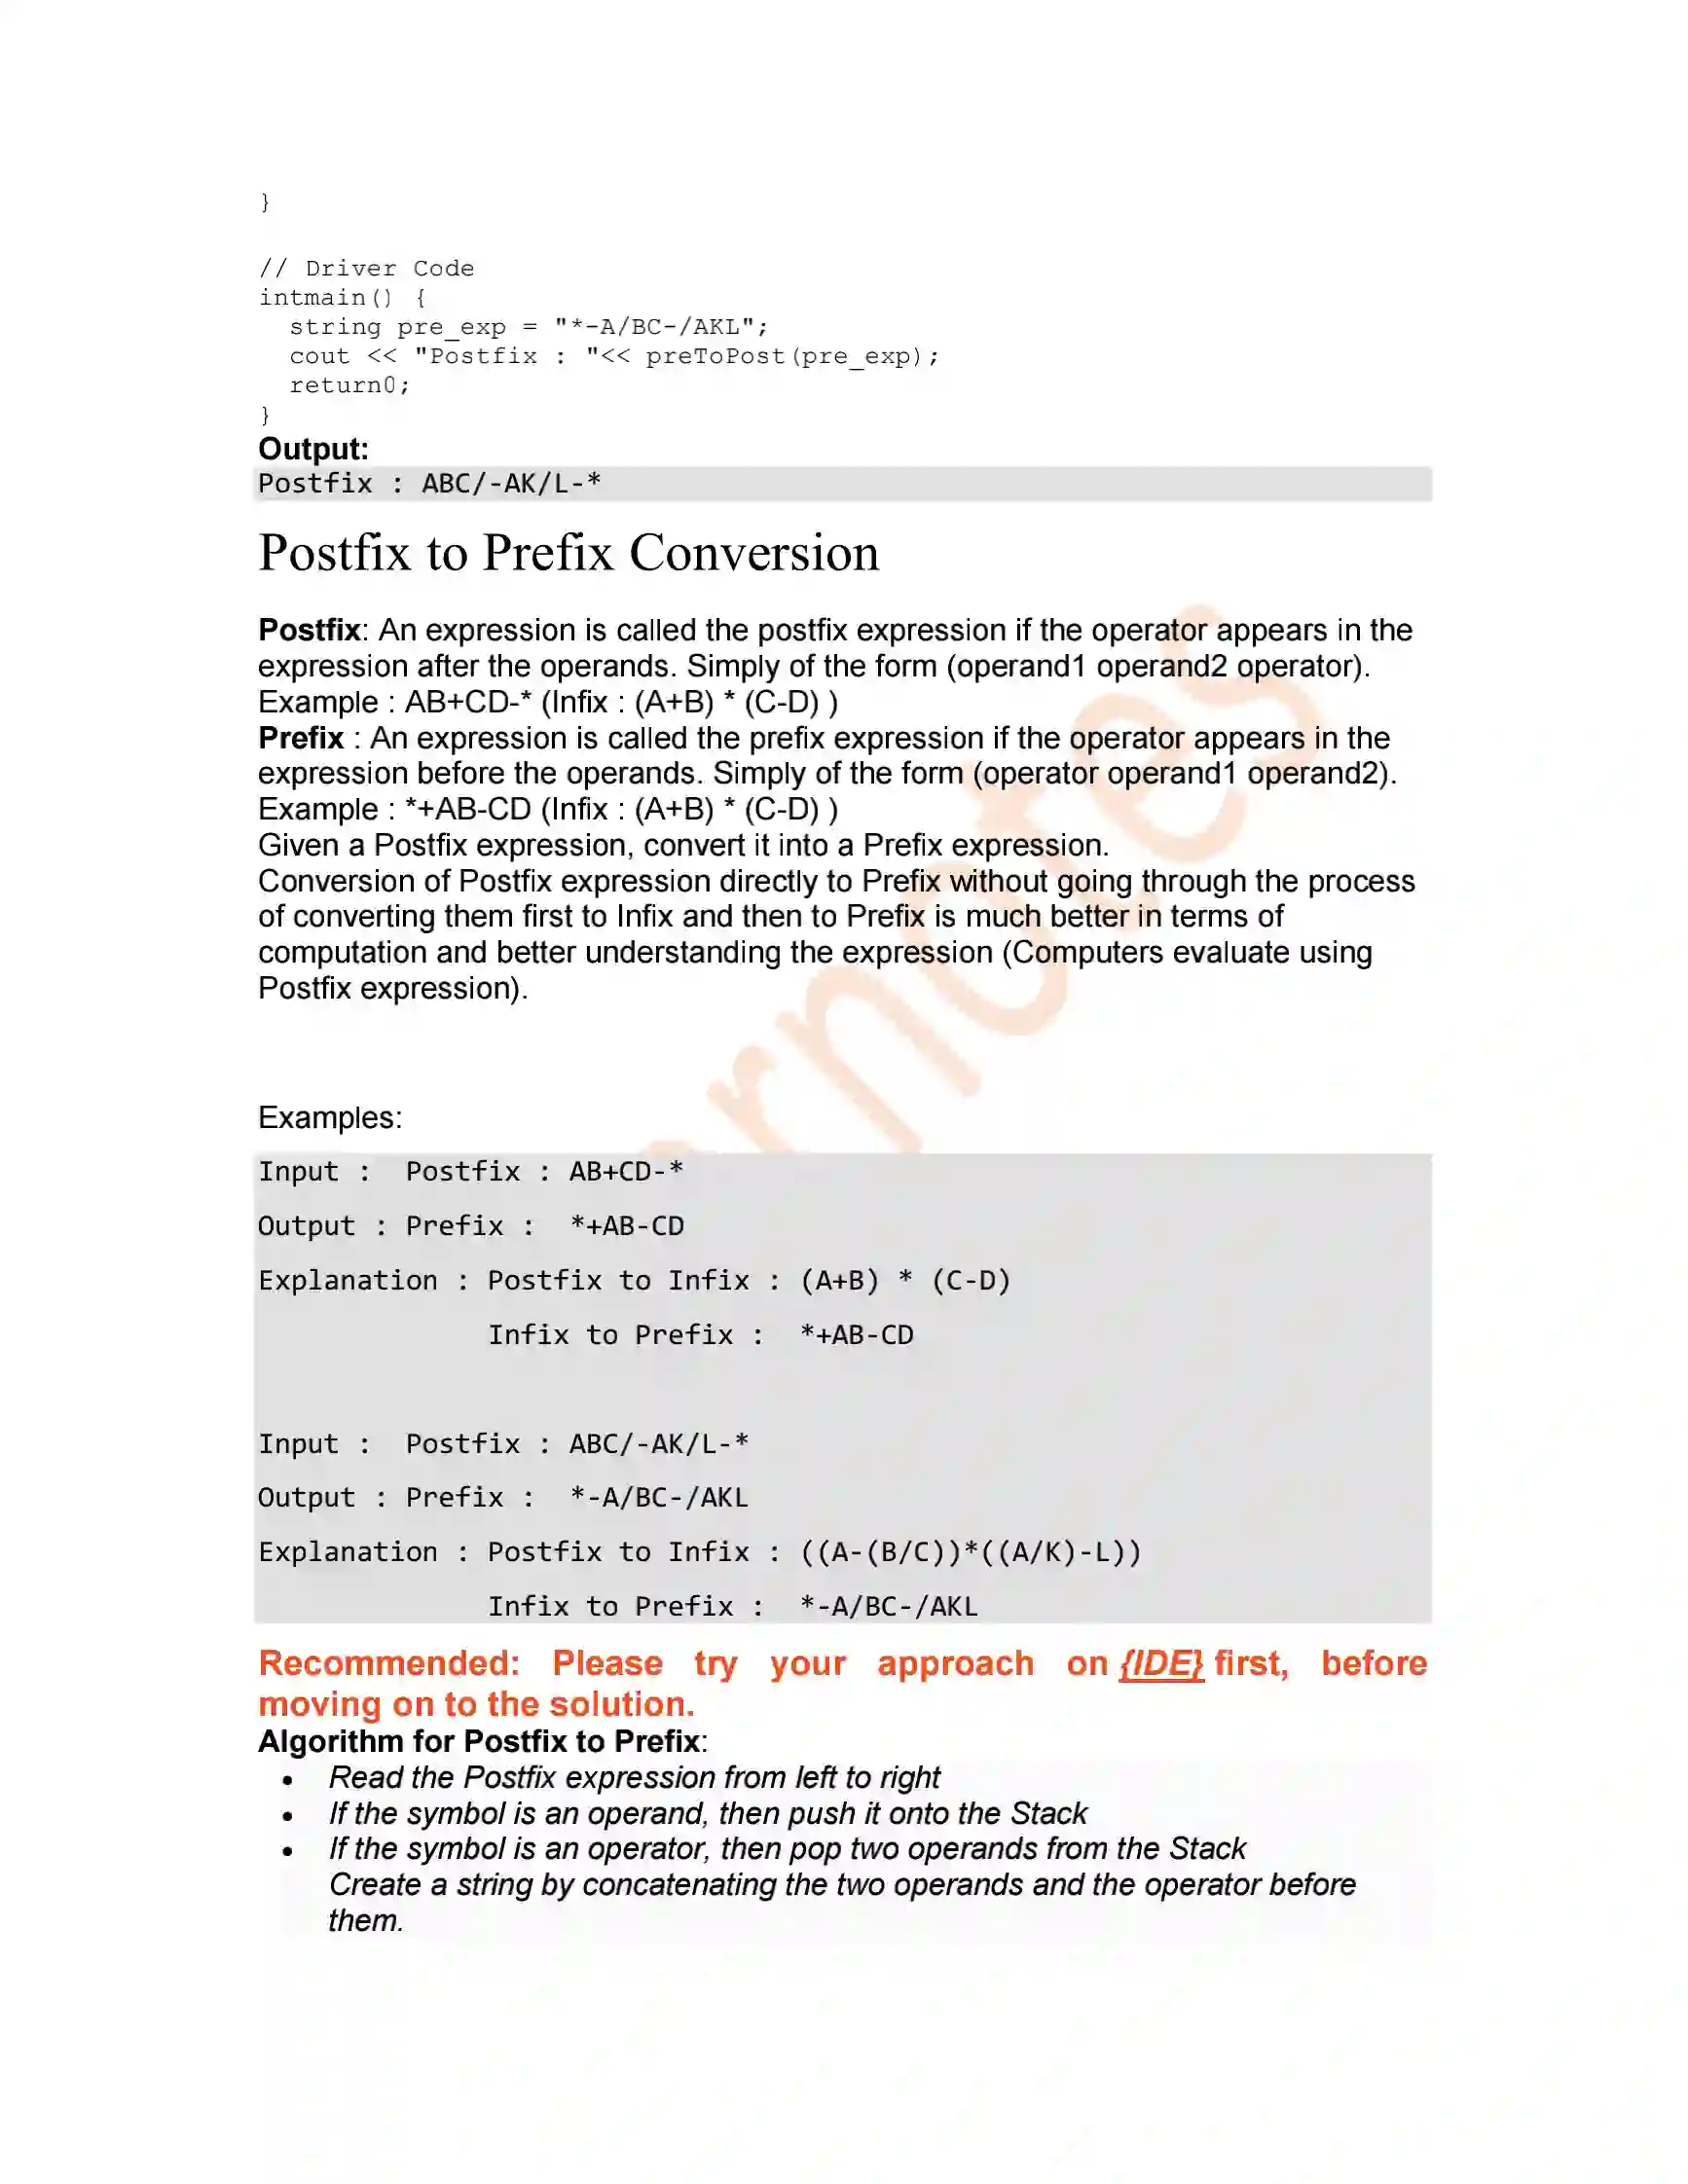 }
// Driver Code
intmain() {
string pre_exp = "*-A/BC-/AKL";
cout << "Postfix : "<< preToPost(pre_exp);
return0;
}
Output:
Postfix : ABC/-AK/L-*
Postfix to Prefix Conversion
Postfix: An expression is called the postfix expression if the operator appears in the
expression after the operands. Simply of the form (operand1 operand2 operator).
Example : AB+CD-* (Infix : (A+B) * (C-D) )
Prefix : An expression is called the prefix expression if the operator appears in the
expression before the operands. Simply of the form (operator operand1 operand2).
Example : *+AB-CD (Infix : (A+B) * (C-D) )
Given a Postfix expression, convert it into a Prefix expression.
Conversion of Postfix expression directly to Prefix without going through the process
of converting them first to Infix and then to Prefix is much better in terms of
computation and better understanding the expression (Computers evaluate using
Postfix expression).
Examples:
Input :  Postfix : AB+CD-*
Output : Prefix :  *+AB-CD
Explanation : Postfix to Infix : (A+B) * (C-D)
Infix to Prefix :  *+AB-CD
Input :  Postfix : ABC/-AK/L-*
Output : Prefix :  *-A/BC-/AKL
Explanation : Postfix to Infix : ((A-(B/C))*((A/K)-L))
Infix to Prefix :  *-A/BC-/AKL
Recommended: Please try your approach on {IDE} first, before
moving on to the solution.
Algorithm for Postfix to Prefix:
• Read the Postfix expression from left to right
• If the symbol is an operand, then push it onto the Stack
• If the symbol is an operator, then pop two operands from the Stack
Create a string by concatenating the two operands and the operator before
them.